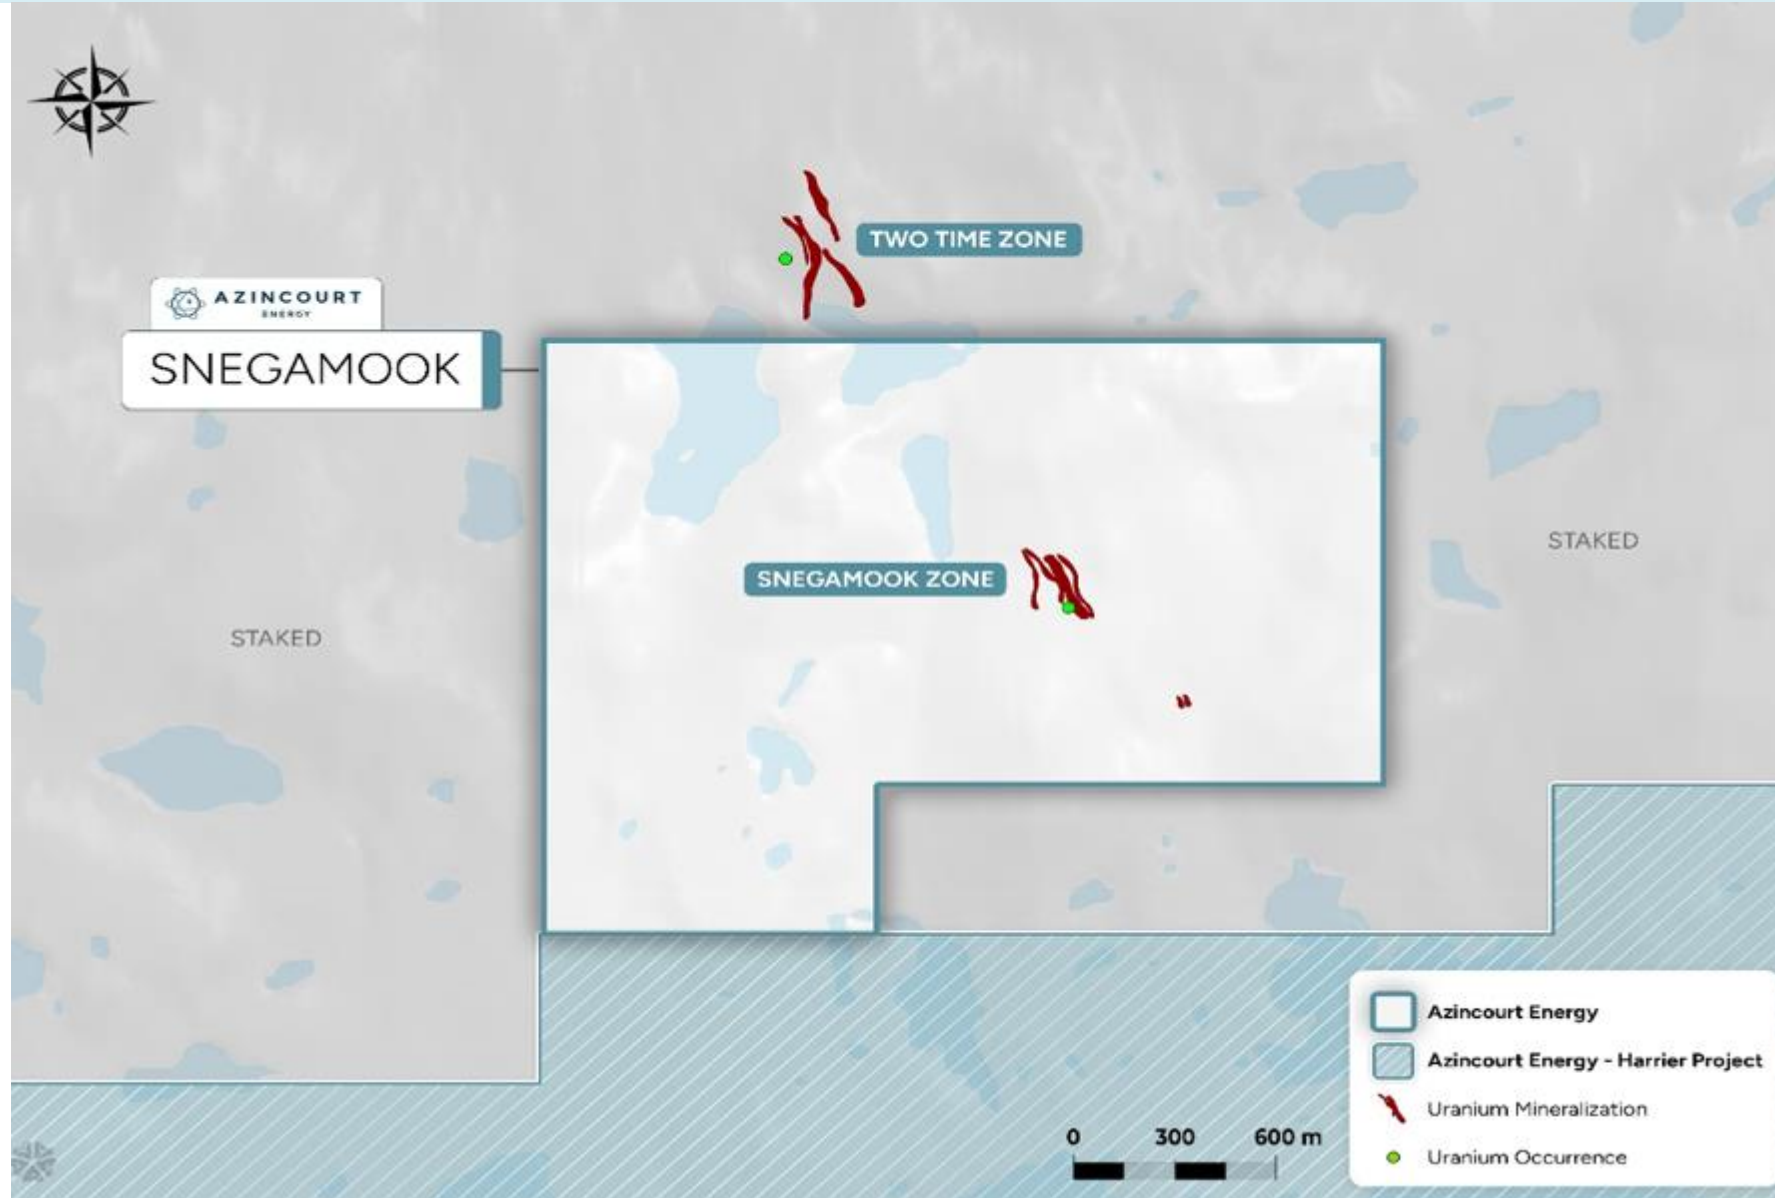 TWO TIME ZONE
AZINCOURT
ENERGY
SNEGAMOOK
SNEGAMOOK ZONE
STAKED
STAKED
Azincourt Energy
Azincourt Energy - Harrier Project
Uranium Mineralization
Uranium Occurrence
0 300 600 m